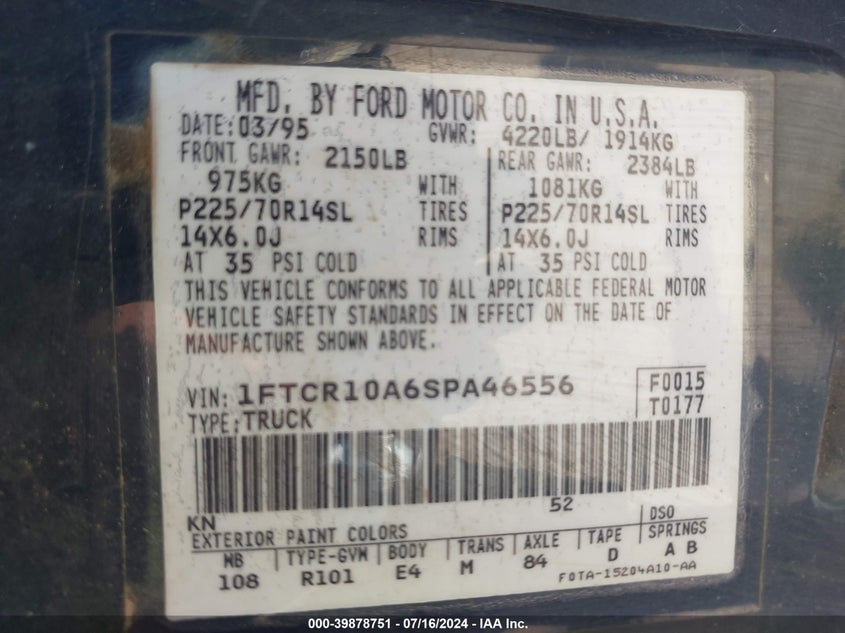 MFD. BY FORD MOTOR CO. IN U.S.A.
DATE: 03/95 GVWR: 4220LB/ 1914KG
FRONT GAWR: 2150LB REAR GAWR: 2384LB
975KG WITH 1081KG WITH
P225/70R14SL TIRES P225/70R14SL TIRES
14X6.0J RIMS 14X6.0J RIMS
AT 35 PSI COLD AT 35 PSI COLD
THIS VEHICLE CONFORMS TO ALL APPLICABLE FEDERAL MOTOR
VEHICLE SAFETY STANDARDS IN EFFECT ON THE DATE OF
MANUFACTURE SHOWN ABOVE.
VIN: 1FTCR10A6SPA46556 F0015
TYPE: TRUCK T0177
KN 52 DSO
EXTERIOR PAINT COLORS
WB TYPE-GVM BODY TRANS AXLE TAPE SPRINGS
108 R101 E4 M 84 D A B
F0TA-15204A10-AA
000-39878751 - 07/16/2024 - IAA Inc.